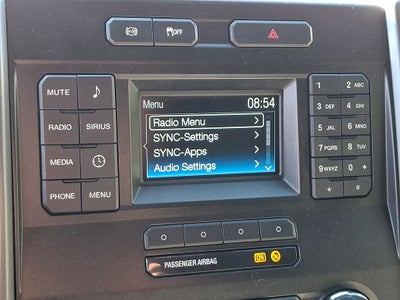 OFF
MUTE
RADIO SIRIUS
MEDIA
PHONE MENU
Menu 08:54
Radio Menu
SYNC-Settings
SYNC-Apps
Audio Settings
1 2 ABC
3 DEF 4 GHI
5 JKL 6 MNO
7 PQRS 8 TUV
9 WXYZ 0 +
* #
PASSENGER AIRBAG ON